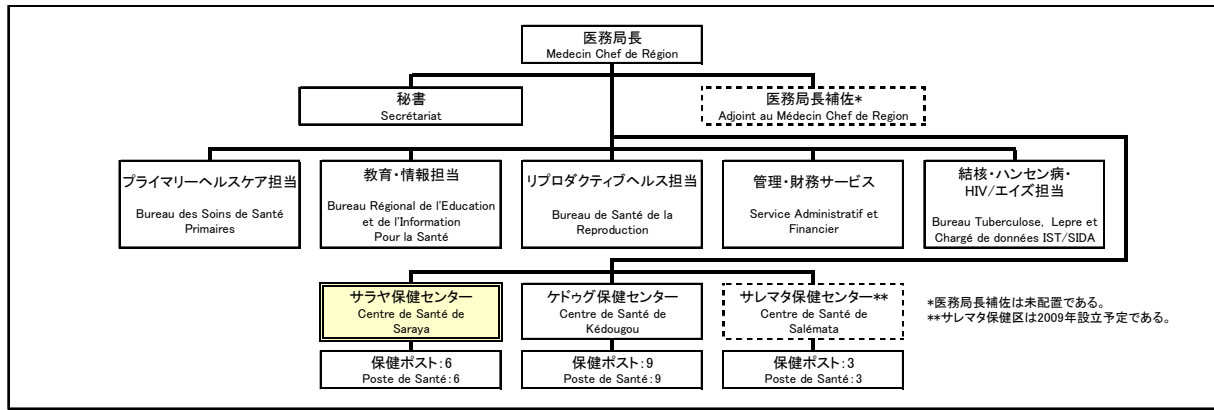 医務局長
Medecin Chef de Région
秘書
Secrétariat
医務局長補佐*
Adjoint au Médecin Chef de Region
プライマリーヘルスケア担当
Bureau des Soins de Santé
Primaires
教育・情報担当
Bureau Régional de l'Education
et de l'Information
Pour la Santé
リプロダクティブヘルス担当
Bureau de Santé de la
Reproduction
管理・財務サービス
Service Administratif et
Financier
結核・ハンセン病・
HIV/エイズ担当
Bureau Tuberculose, Lepre et
Chargé de données IST/SIDA
サラヤ保健センター
Centre de Santé de
Saraya
ケドゥグ保健センター
Centre de Santé de
Kédougou
サレマタ保健センター**
Centre de Santé de
Salémata
*医務局長補佐は未配置である。
**サレマタ保健区は2009年設立予定である。
保健ポスト:6
Poste de Santé:6
保健ポスト:9
Poste de Santé:9
保健ポスト:3
Poste de Santé:3